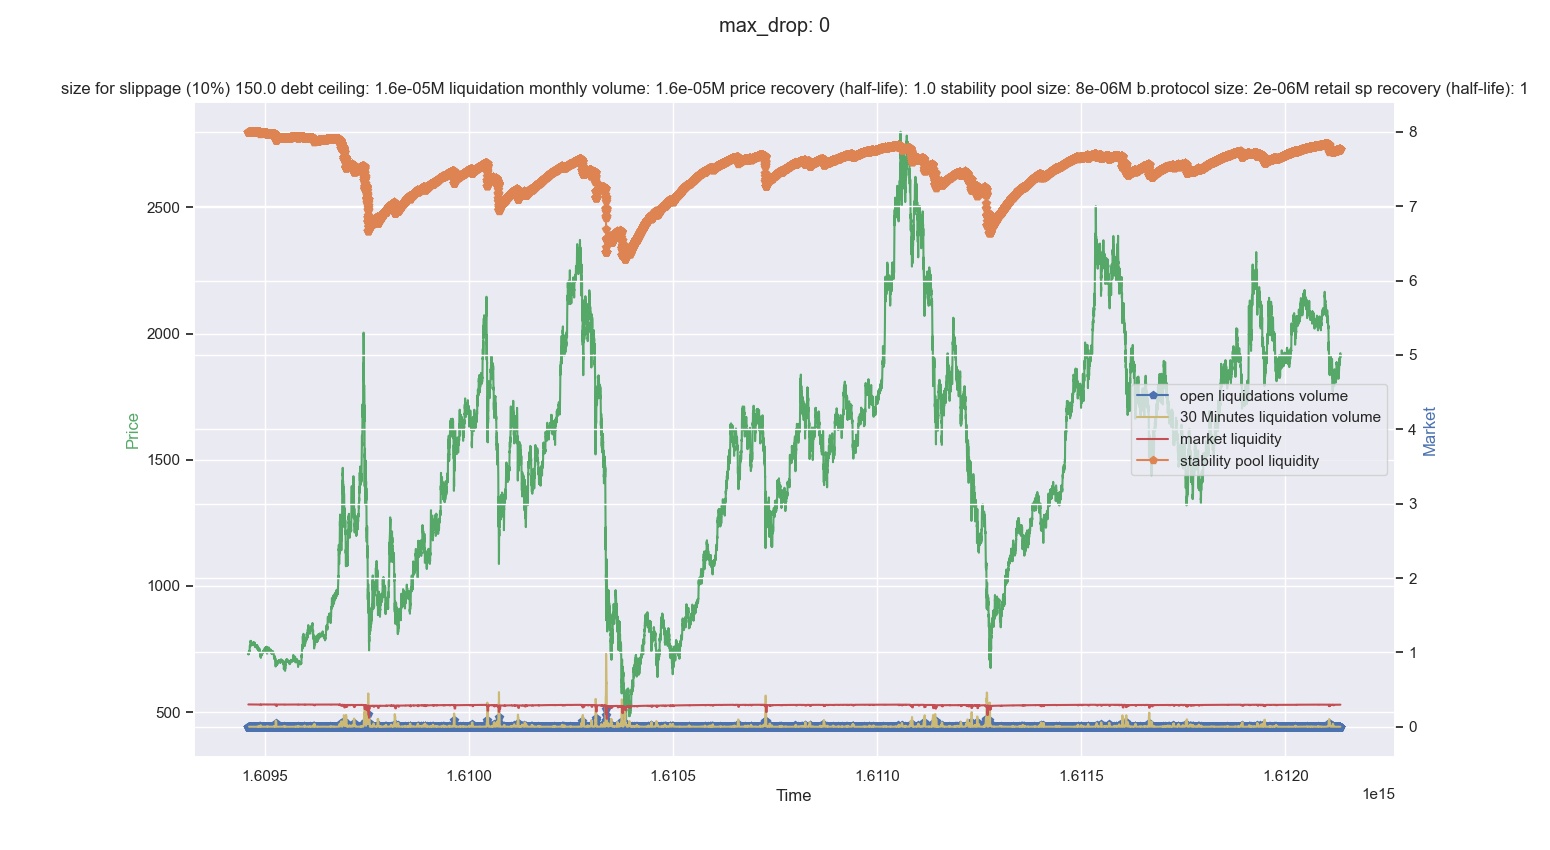 max_drop: 0
size for slippage (10%) 150.0 debt ceiling: 1.6e-05M liquidation monthly volume: 1.6e-05M price recovery (half-life): 1.0 stability pool size: 8e-06M b.protocol size: 2e-06M retail sp recovery (half-life): 1
2500
2000
1500
1000
500
Price
8
7
6
5
4
3
2
1
0
Market
open liquidations volume
30 Minutes liquidation volume
market liquidity
stability pool liquidity
1.6095
1.6100
1.6105
1.6110
1.6115
1.6120
Time
1e15